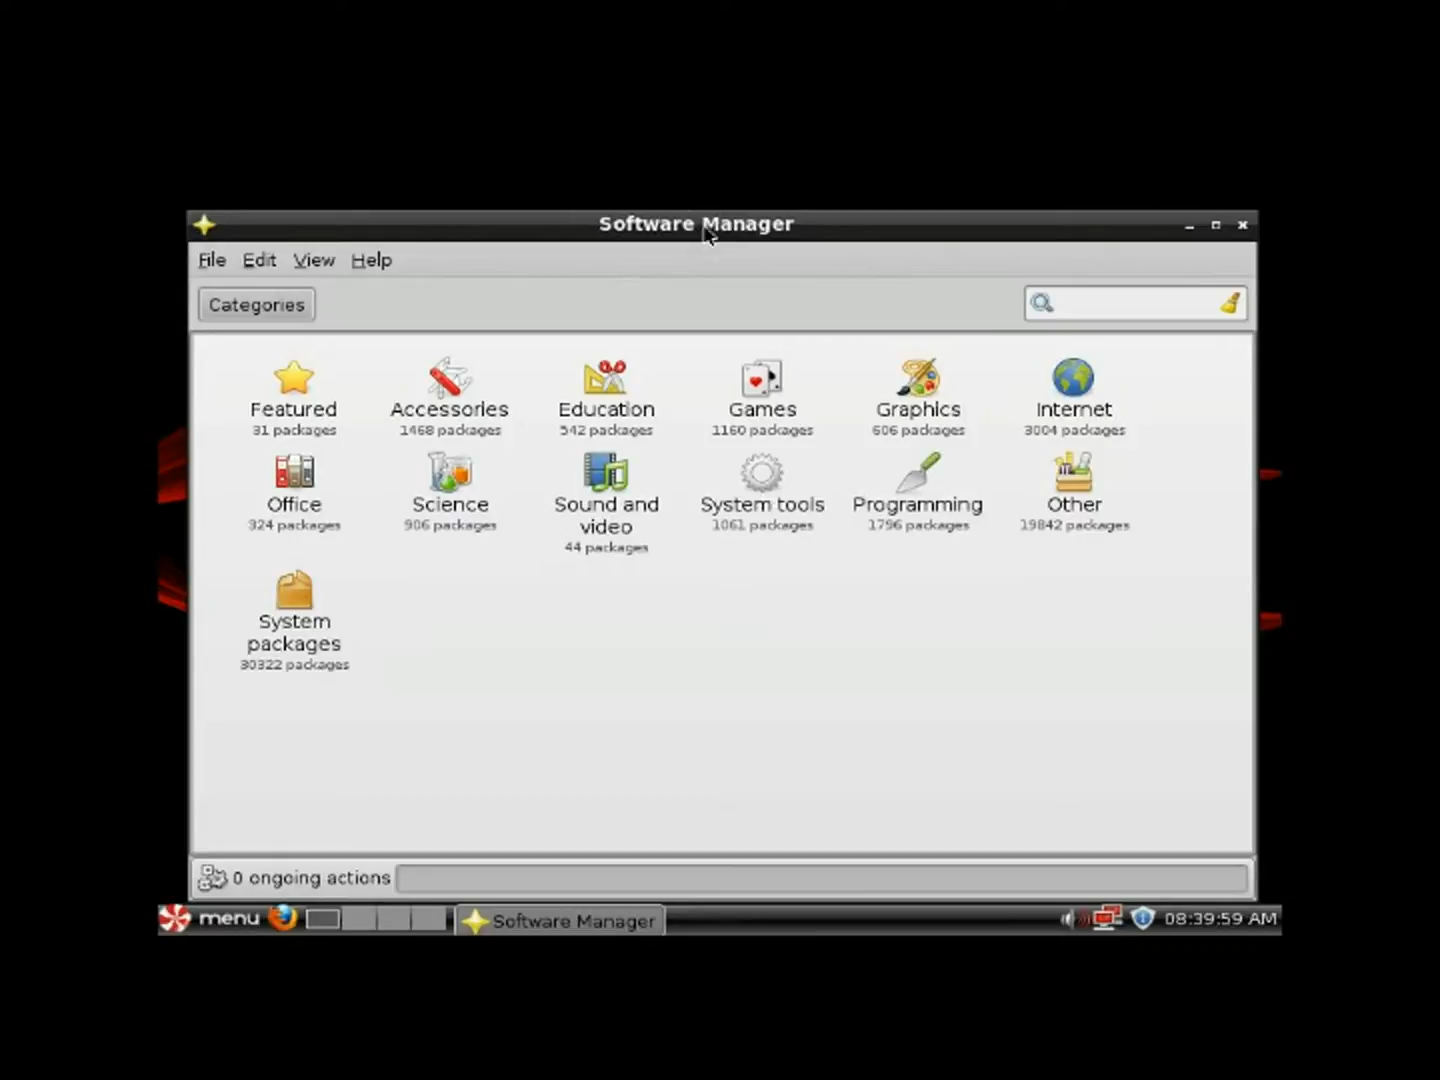 Software Manager
File Edit View Help
Categories
Featured Accessories Education Games Graphics Internet
31 packages 1468 packages 542 packages 1160 packages 606 packages 3004 packages
Office Science Sound and video System tools Programming Other
324 packages 906 packages 44 packages 1061 packages 1796 packages 19842 packages
System
packages
30322 packages
0 ongoing actions
menu Software Manager 08:39:59 AM